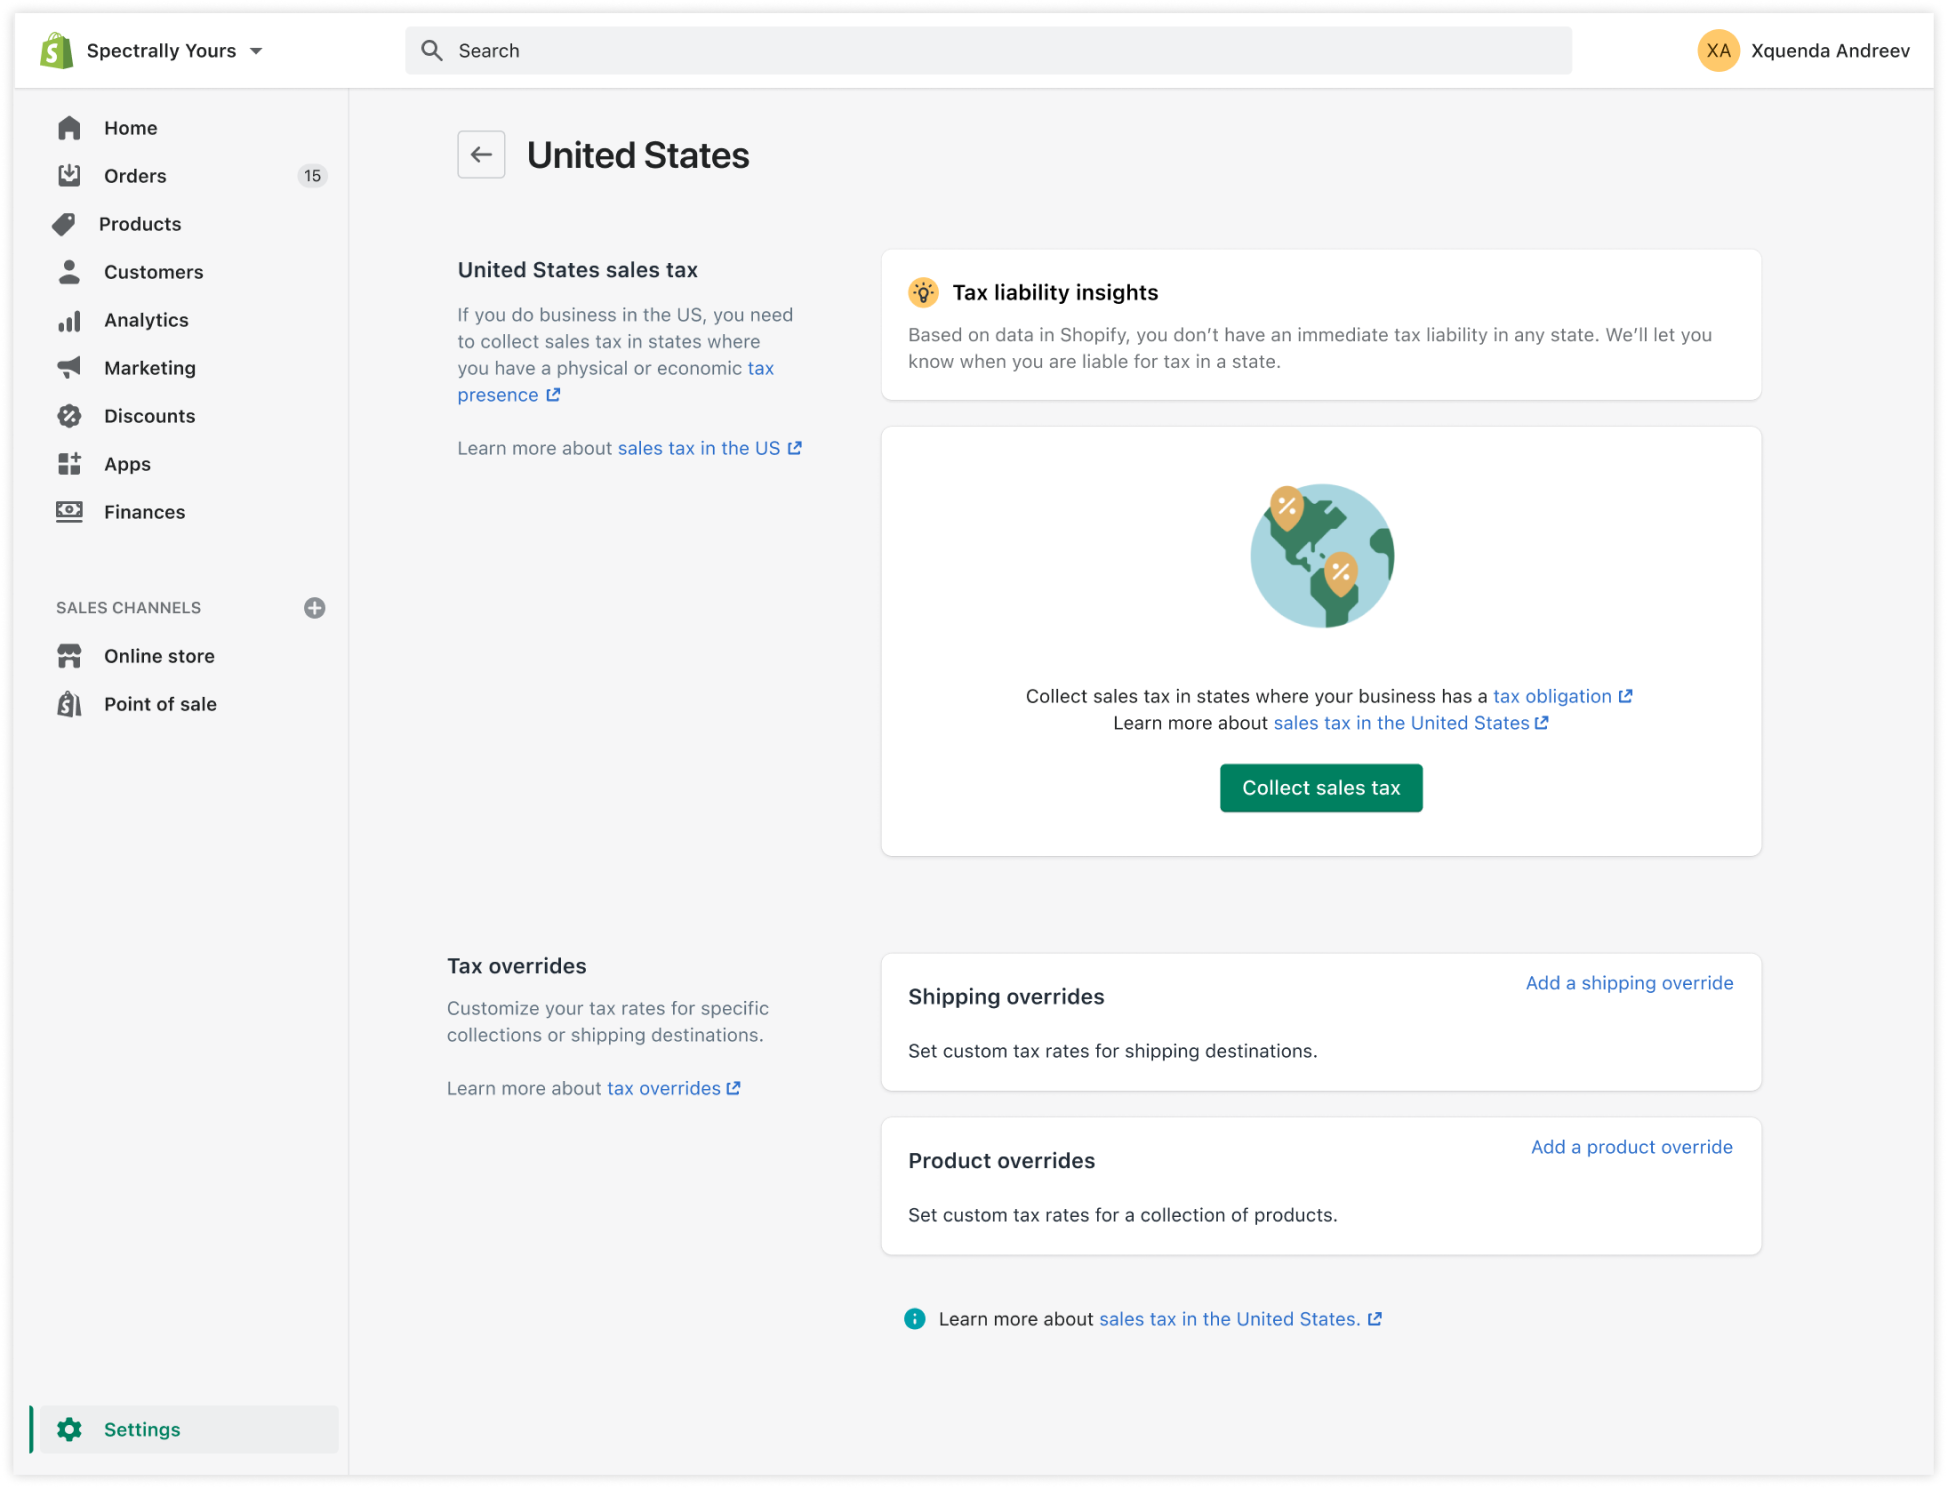 Spectrally Yours
Search
XA Xquenda Andreev
Home
Orders 15
Products
Customers
Analytics
Marketing
Discounts
Apps
Finances
SALES CHANNELS
Online store
Point of sale
Settings
United States
United States sales tax
If you do business in the US, you need
to collect sales tax in states where
you have a physical or economic tax
presence
Learn more about sales tax in the US
Tax liability insights
Based on data in Shopify, you don’t have an immediate tax liability in any state. We’ll let you
know when you are liable for tax in a state.
% %
Collect sales tax in states where your business has a tax obligation
Learn more about sales tax in the United States
Collect sales tax
Tax overrides
Customize your tax rates for specific
collections or shipping destinations.
Learn more about tax overrides
Shipping overrides
Add a shipping override
Set custom tax rates for shipping destinations.
Product overrides
Add a product override
Set custom tax rates for a collection of products.
Learn more about sales tax in the United States.